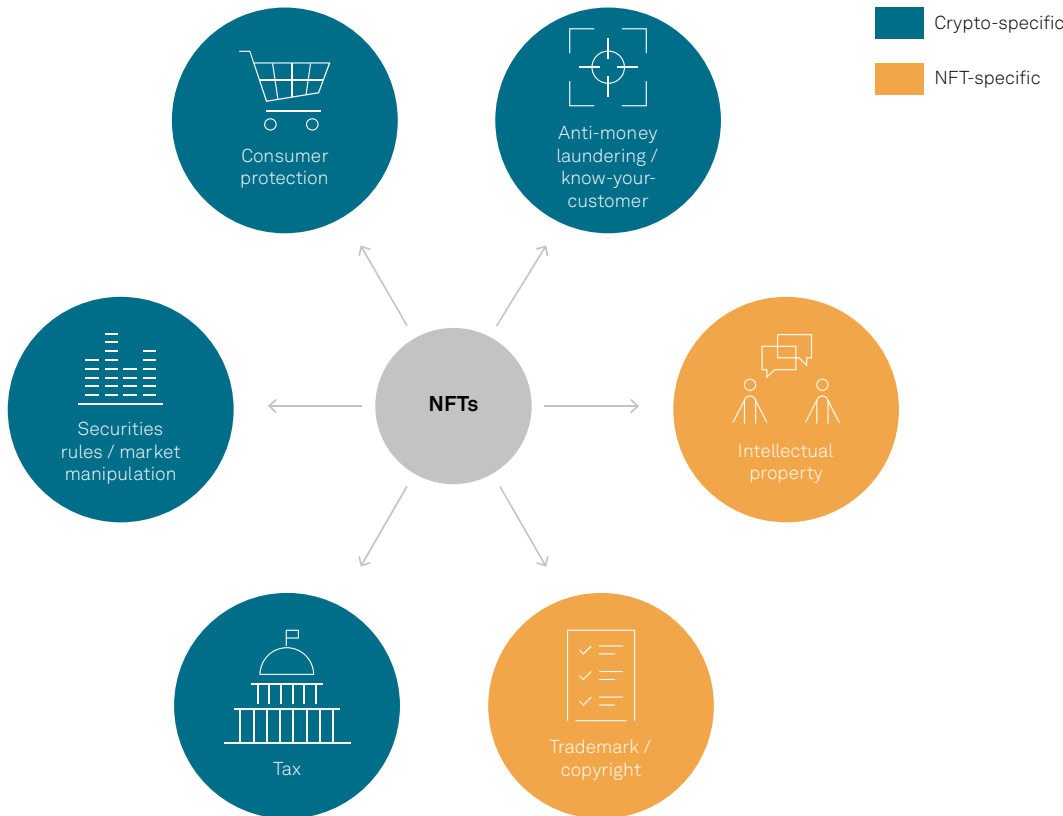 Crypto-specific
NFT-specific
Consumer
protection
Anti-money
laundering /
know-your-
customer
Securities
rules / market
manipulation
NFTs
Intellectual
property
Tax
Trademark /
copyright